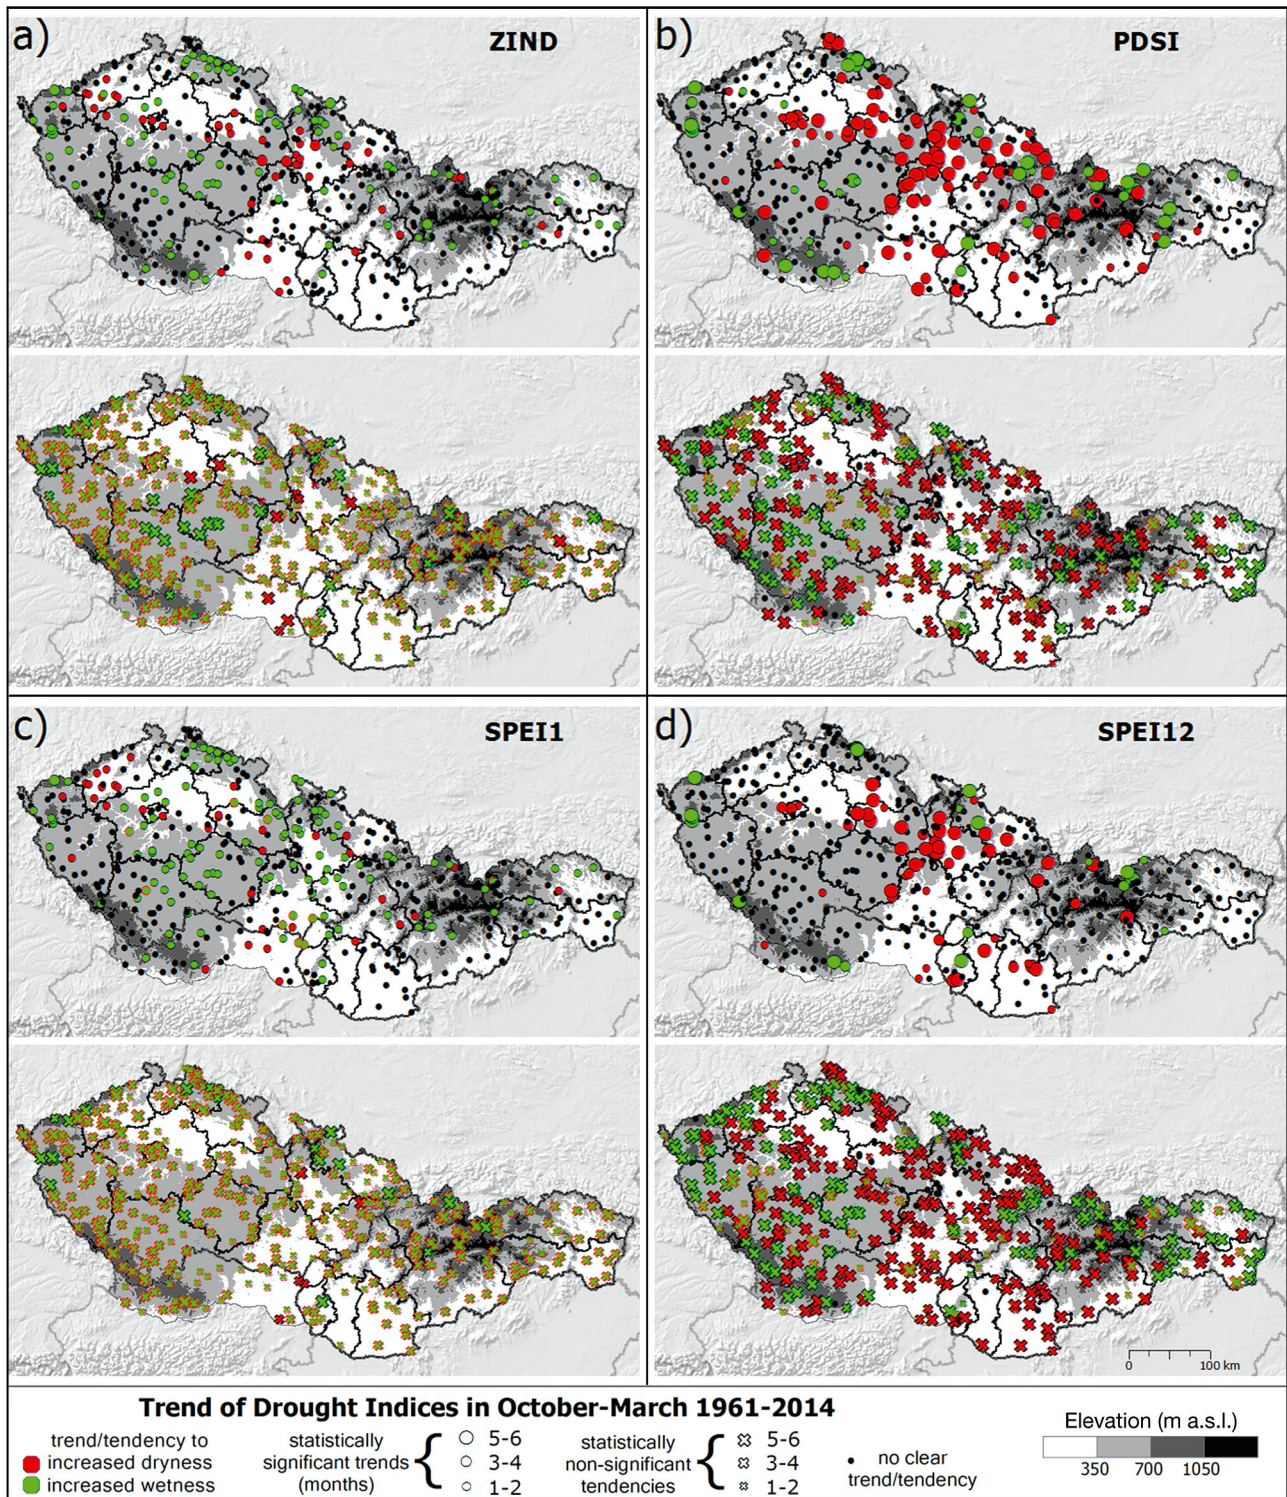 a)
ZIND
b)
PDSI
c)
SPEI1
d)
SPEI12
0 100 km
Trend of Drought Indices in October-March 1961-2014
trend/tendency to
increased dryness
increased wetness
statistically
significant trends
(months)
5-6
3-4
1-2
statistically
non-significant
tendencies
5-6
3-4
1-2
no clear
trend/tendency
Elevation (m a.s.l.)
350 700 1050